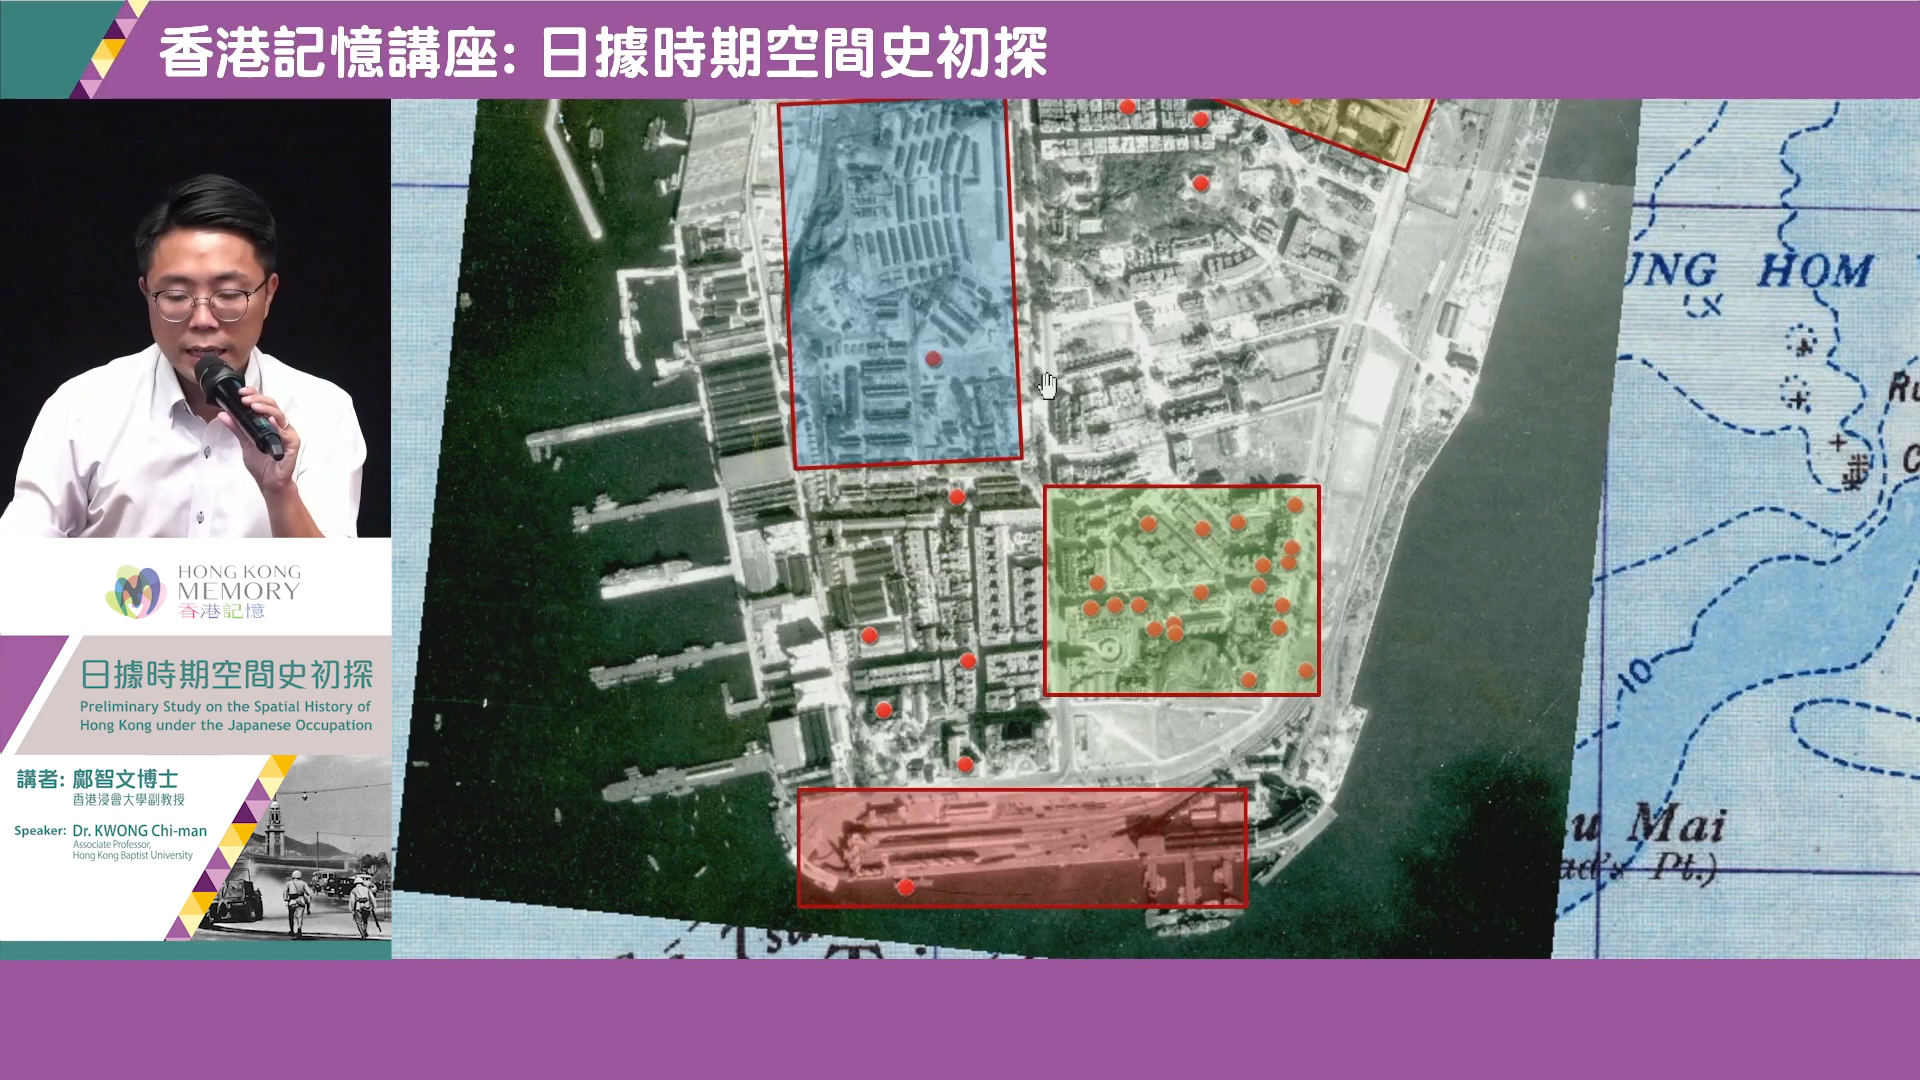 香港記憶講座: 日據時期空間史初探
HONG KONG
MEMORY
香港記憶
日據時期空間史初探
Preliminary Study on the Spatial History of
Hong Kong under the Japanese Occupation
講者: 鄺智文博士
香港浸會大學副教授
Speaker: Dr. KWONG Chi-man
Associate Professor,
Hong Kong Baptist University
UNG HOM
Ru
C
10
u Mai
Pt.)